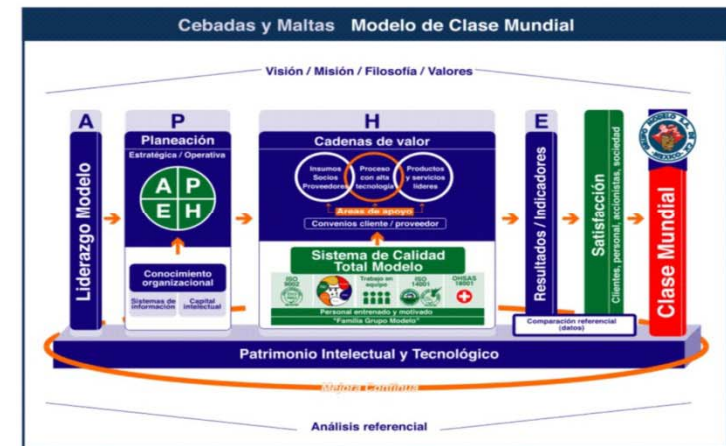 Cebadas y Maltas Modelo de Clase Mundial
Visión / Misión / Filosofía / Valores
A
Liderazgo Modelo
P
Planeación
Estratégica / Operativa
A P
E H
Conocimiento
organizacional
Sistemas de
información
Capital
intelectual
H
Cadenas de valor
Insumos
Socios
Proveedores
Proceso
con alta
tecnología
Productos
y servicios
líderes
Areas de apoyo
Convenios cliente / proveedor
Sistema de Calidad
Total Modelo
ISO
9002
Trabajo en
equipo
ISO
14001
OHSAS
18001
Personal entrenado y motivado
"Familia Grupo Modelo"
E
Resultados / Indicadores
Comparación referencial
(datos)
Satisfacción
Clientes, personal, accionistas, sociedad
Clase Mundial
Patrimonio Intelectual y Tecnológico
Mejora Continua
Análisis referencial